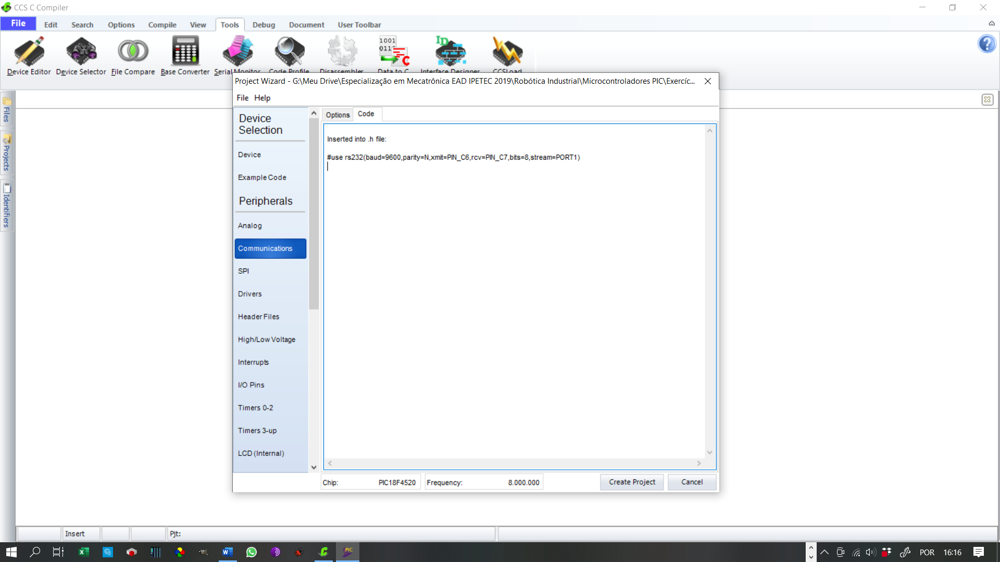 CCS C Compiler
File Edit Search Options Compile View Tools Debug Document User Toolbar
Device Editor Device Selector File Compare Base Converter Serial Monitor Code Profile Disassembler Data to C Interface Designer CCSLoad
Project Wizard - G:\Meu Drive\Especialização em Mecatrônica EAD IPETEC 2019\Robótica Industrial\Microcontroladores PIC\Exercíc...
File Help
Files
Projects
Identifiers
Device
Selection
Device
Example Code
Peripherals
Analog
Communications
SPI
Drivers
Header Files
High/Low Voltage
Interrupts
I/O Pins
Timers 0-2
Timers 3-up
LCD (Internal)
Options Code
Inserted into .h file:
#use rs232(baud=9600,parity=N,xmit=PIN_C6,rcv=PIN_C7,bits=8,stream=PORT1)
Chip: PIC18F4520 Frequency: 8.000.000 Create Project Cancel
Insert Pjt:
POR 16:16